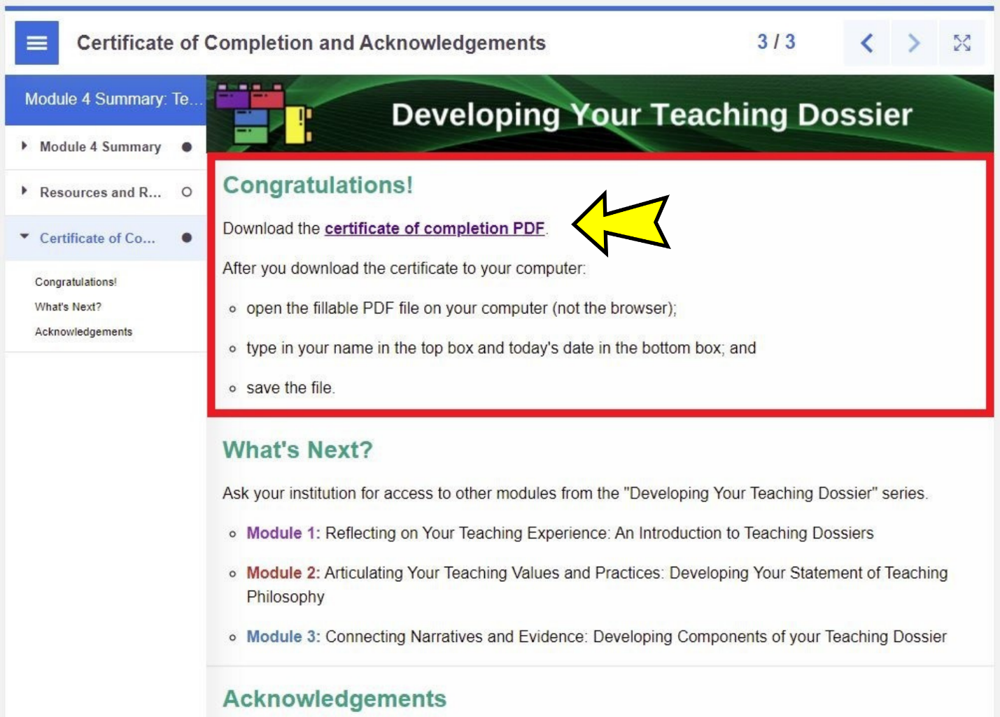 Certificate of Completion and Acknowledgements
3 / 3
Module 4 Summary: Te...
Module 4 Summary
Resources and R...
Certificate of Co...
Congratulations!
What's Next?
Acknowledgements
Developing Your Teaching Dossier
Congratulations!
Download the certificate of completion PDF.
After you download the certificate to your computer:
open the fillable PDF file on your computer (not the browser);
type in your name in the top box and today's date in the bottom box; and
save the file.
What's Next?
Ask your institution for access to other modules from the "Developing Your Teaching Dossier" series.
Module 1: Reflecting on Your Teaching Experience: An Introduction to Teaching Dossiers
Module 2: Articulating Your Teaching Values and Practices: Developing Your Statement of Teaching
Philosophy
Module 3: Connecting Narratives and Evidence: Developing Components of your Teaching Dossier
Acknowledgements